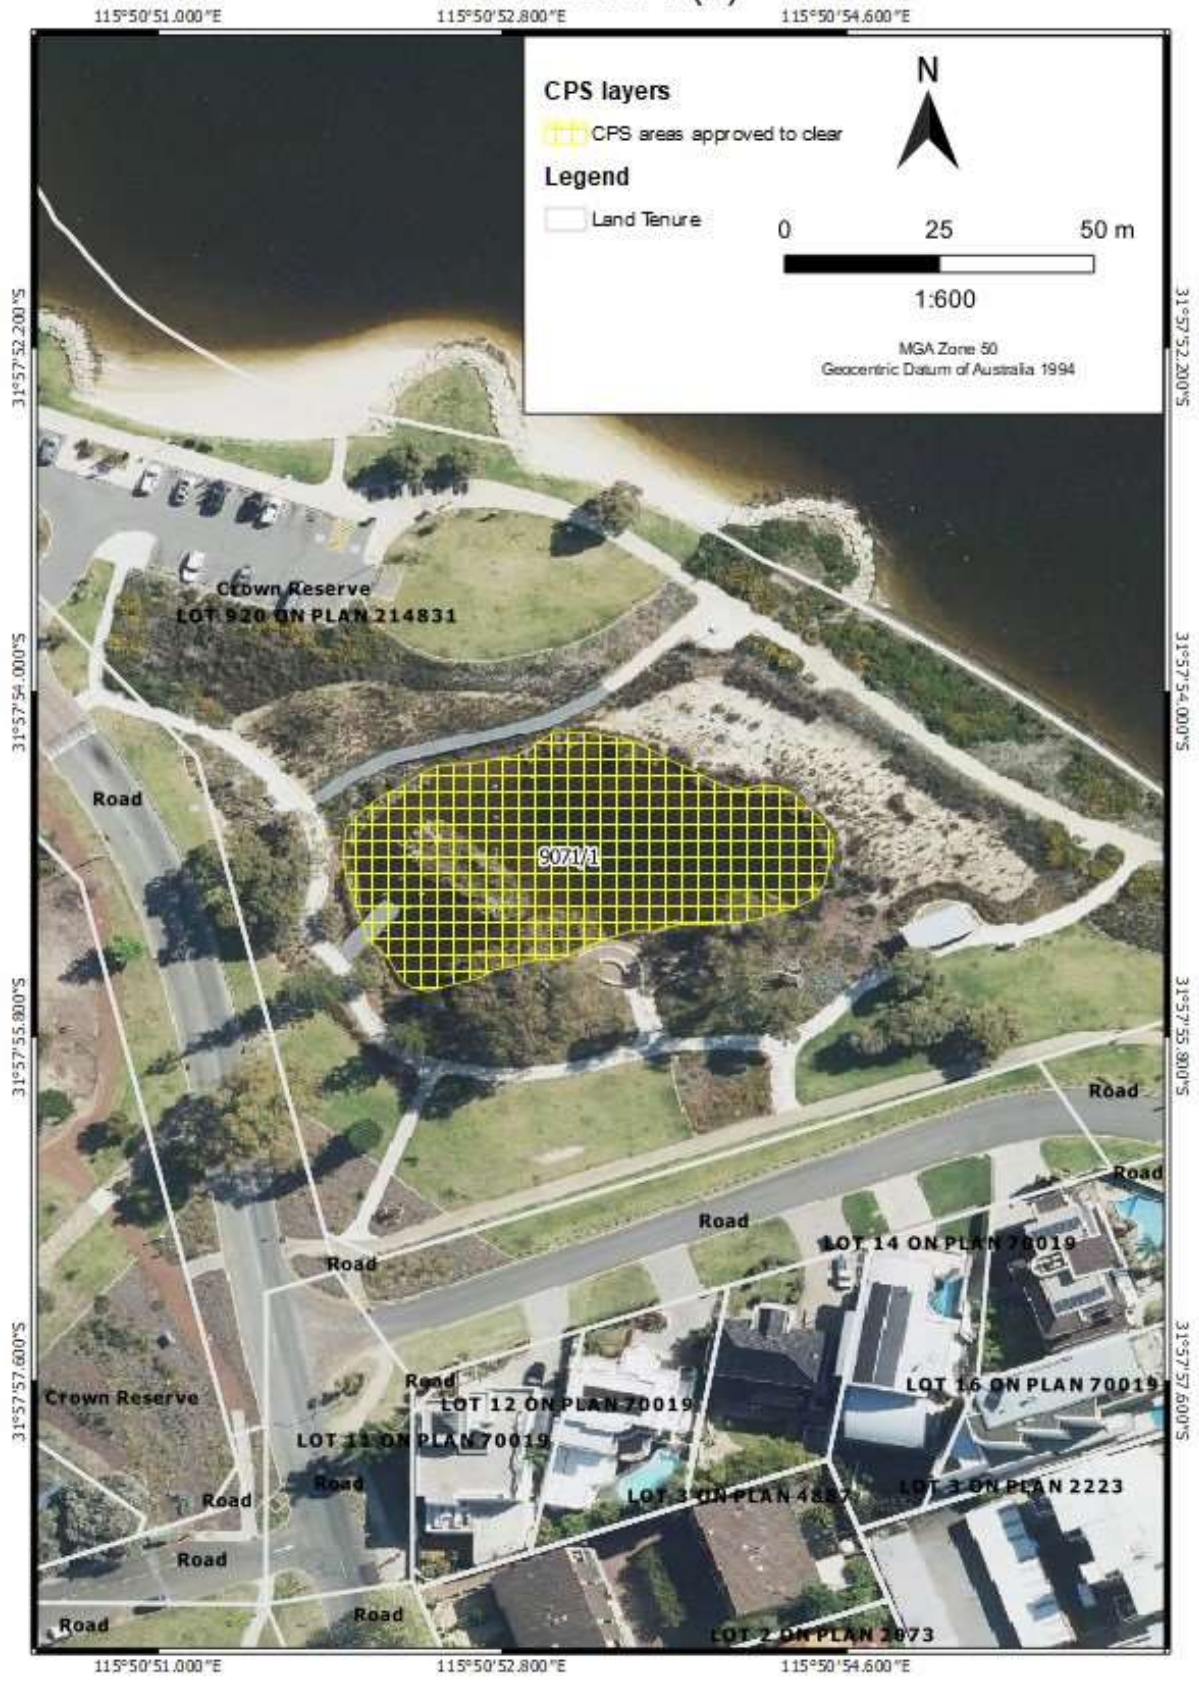 115°50'51.000"E 115°50'52.800"E 115°50'54.600"E
CPS layers
CPS areas approved to clear
Legend
Land Tenure
N
0 25 50 m
1:600
MGA Zone 50
Geocentric Datum of Australia 1994
31°57'52.200"S
31°57'52.200"S
Crown Reserve
LOT 920 ON PLAN 214831
31°57'54.000"S
31°57'54.000"S
Road
9071/1
31°57'55.800"S
31°57'55.800"S
Road
Road
Road
LOT 14 ON PLAN 70019
Road
31°57'57.600"S
31°57'57.600"S
Road
LOT 16 ON PLAN 70019
Crown Reserve
LOT 12 ON PLAN 70019
LOT 11 ON PLAN 70019
Road
LOT 3 ON PLAN 2223
LOT 3 ON PLAN 4887
Road
Road
Road
Road
LOT 2 ON PLAN 2873
115°50'51.000"E 115°50'52.800"E 115°50'54.600"E